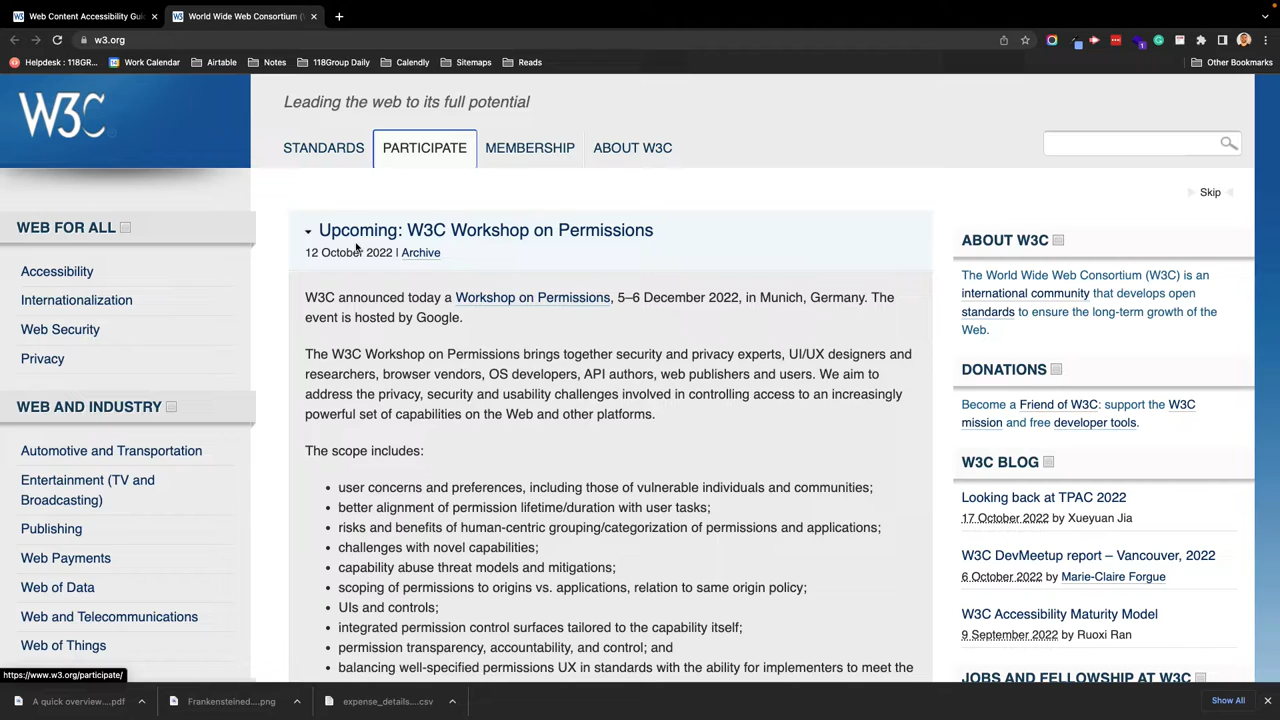 Web Content Accessibility Gui
World Wide Web Consortium (
w3.org
Helpdesk : 118GR...
Work Calendar
Airtable
Notes
118Group Daily
Calendly
Sitemaps
Reads
Other Bookmarks
W3C
Leading the web to its full potential
STANDARDS
PARTICIPATE
MEMBERSHIP
ABOUT W3C
Skip
WEB FOR ALL
Accessibility
Internationalization
Web Security
Privacy
WEB AND INDUSTRY
Automotive and Transportation
Entertainment (TV and
Broadcasting)
Publishing
Web Payments
Web of Data
Web and Telecommunications
Web of Things
Upcoming: W3C Workshop on Permissions
12 October 2022 | Archive
W3C announced today a Workshop on Permissions, 5–6 December 2022, in Munich, Germany. The
event is hosted by Google.
The W3C Workshop on Permissions brings together security and privacy experts, UI/UX designers and
researchers, browser vendors, OS developers, API authors, web publishers and users. We aim to
address the privacy, security and usability challenges involved in controlling access to an increasingly
powerful set of capabilities on the Web and other platforms.
The scope includes:
• user concerns and preferences, including those of vulnerable individuals and communities;
• better alignment of permission lifetime/duration with user tasks;
• risks and benefits of human-centric grouping/categorization of permissions and applications;
• challenges with novel capabilities;
• capability abuse threat models and mitigations;
• scoping of permissions to origins vs. applications, relation to same origin policy;
• UIs and controls;
• integrated permission control surfaces tailored to the capability itself;
• permission transparency, accountability, and control; and
• balancing well-specified permissions UX in standards with the ability for implementers to meet the
ABOUT W3C
The World Wide Web Consortium (W3C) is an
international community that develops open
standards to ensure the long-term growth of the
Web.
DONATIONS
Become a Friend of W3C: support the W3C
mission and free developer tools.
W3C BLOG
Looking back at TPAC 2022
17 October 2022 by Xueyuan Jia
W3C DevMeetup report – Vancouver, 2022
6 October 2022 by Marie-Claire Forgue
W3C Accessibility Maturity Model
9 September 2022 by Ruoxi Ran
JOBS AND FELLOWSHIP AT W3C
https://www.w3.org/participate/
A quick overview....pdf
Frankensteined....png
expense_details....csv
Show All